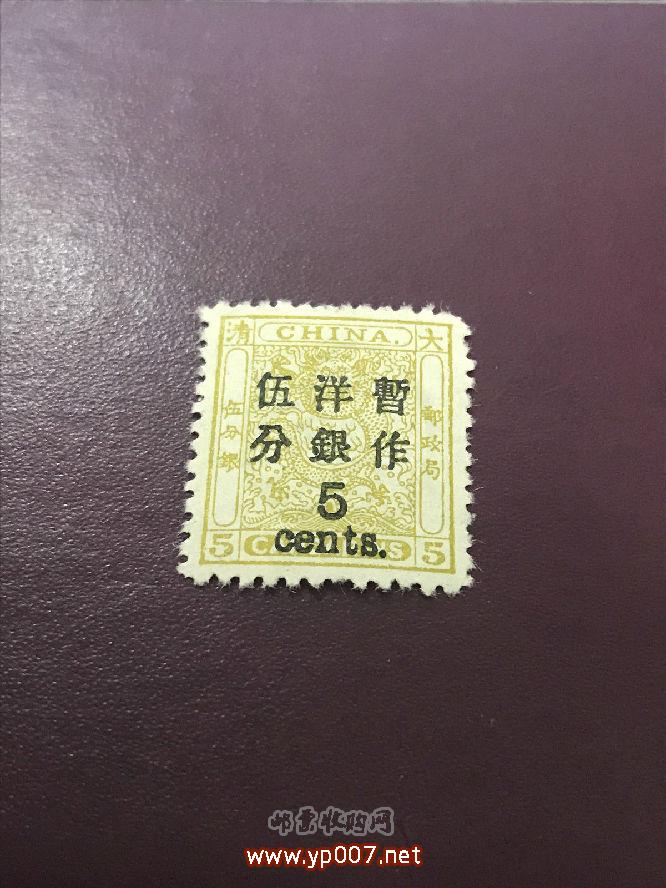 大 CHINA. 清
郵政局
伍分銀
暫作
洋銀
伍分
5
cents.
5 5
邮票收购网
www.yp007.net